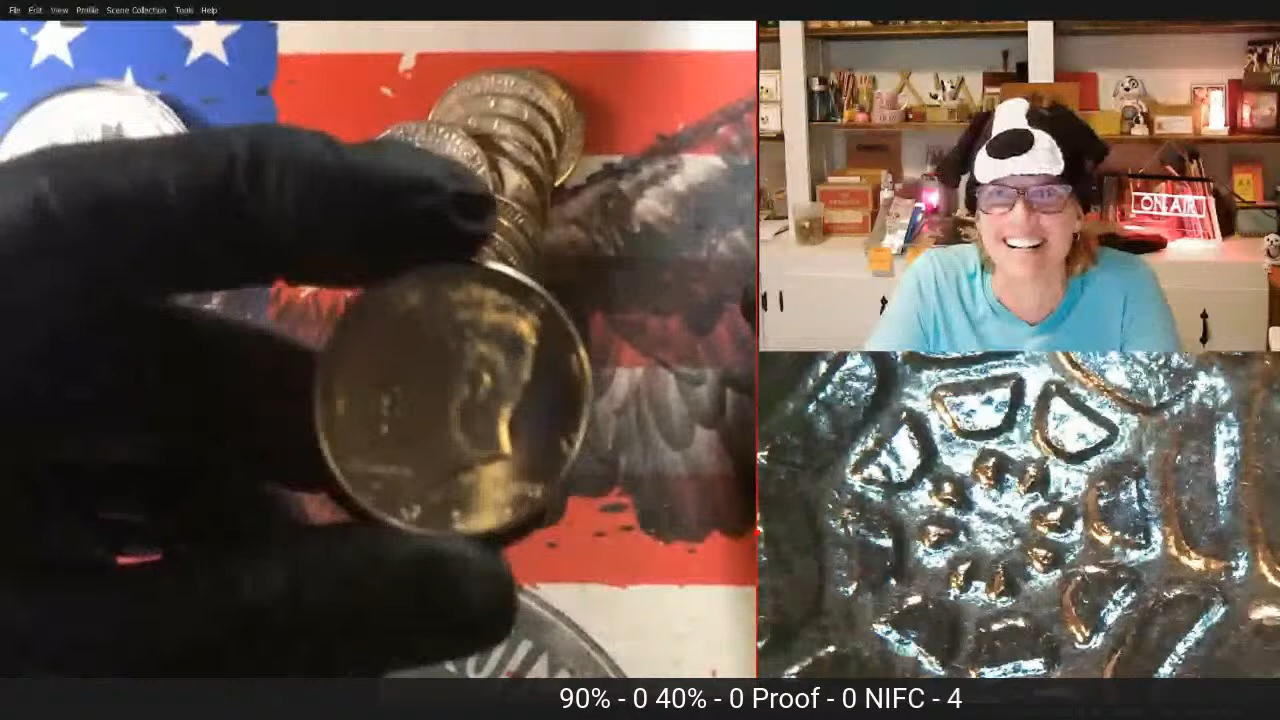 File Edit View Profile Scene Collection Tools Help
ON AIR
90% - 0 40% - 0 Proof - 0 NIFC - 4